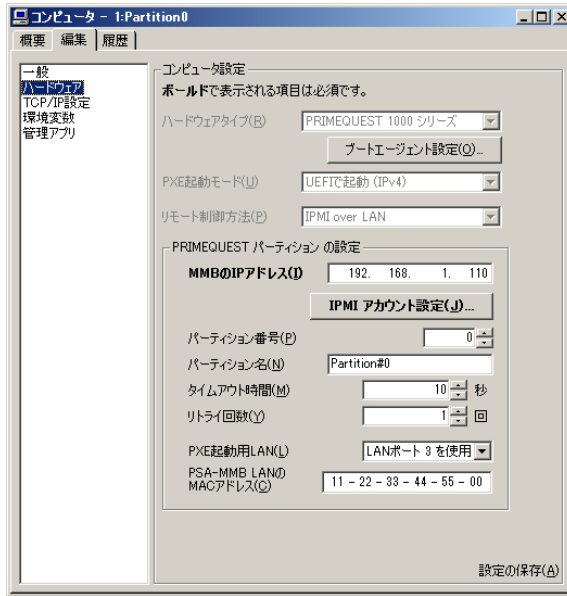 コンピュータ - 1:Partition0
概要 編集 履歴
一般
ハードウェア
TCP/IP設定
環境変数
管理アプリ
コンピュータ設定
ボールドで表示される項目は必須です。
ハードウェアタイプ(R) PRIMEQUEST 1000 シリーズ
ブートエージェント設定(O)...
PXE起動モード(U) UEFIで起動 (IPv4)
リモート制御方法(P) IPMI over LAN
PRIMEQUEST パーティション の設定
MMBのIPアドレス(I) 192. 168. 1. 110
IPMI アカウント設定(J)...
パーティション番号(P) 0
パーティション名(N) Partition#0
タイムアウト時間(M) 10 秒
リトライ回数(Y) 1 回
PXE起動用LAN(L) LANポート 3 を使用
PSA-MMB LANの
MACアドレス(C) 11 - 22 - 33 - 44 - 55 - 00
設定の保存(A)